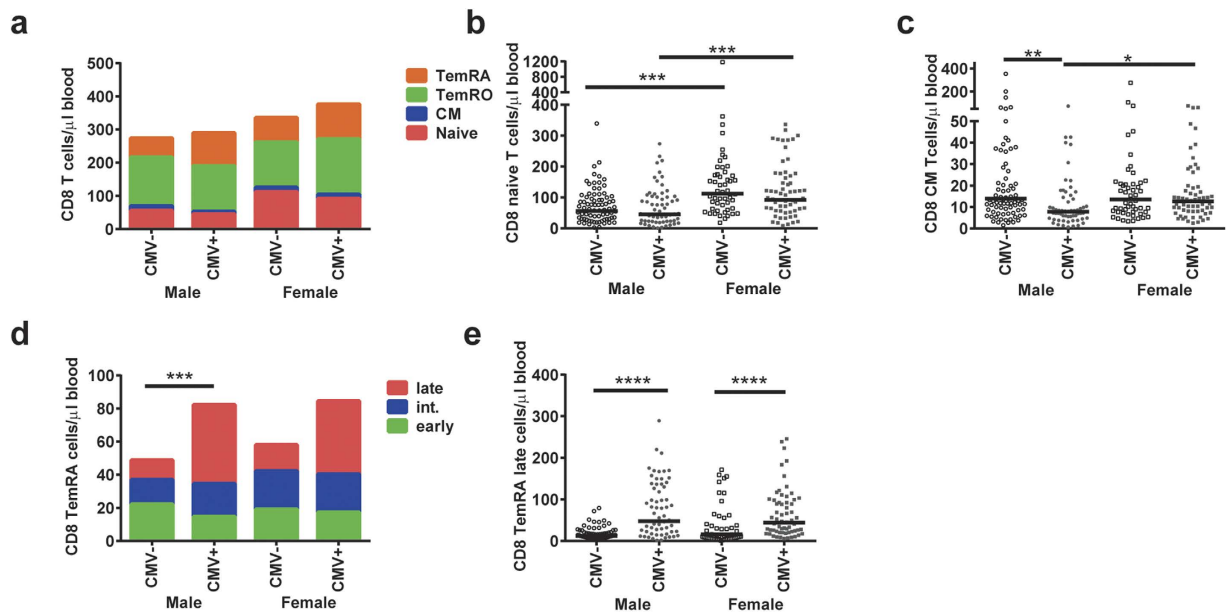 a
CD8 T cells/μl blood
500
400
300
200
100
0
CMV-
CMV+
CMV-
CMV+
Male
Female
TemRA
TemRO
CM
Naive
b
CD8 naive T cells/μl blood
1200
1000
800
600
400
400
300
200
100
0
***
***
CMV-
CMV+
CMV-
CMV+
Male
Female
c
CD8 CM Tcells/μl blood
400
200
50
40
30
20
10
0
**
*
CMV-
CMV+
CMV-
CMV+
Male
Female
d
CD8 TemRA cells/μl blood
100
80
60
40
20
0
***
CMV-
CMV+
CMV-
CMV+
Male
Female
late
int.
early
e
CD8 TemRA late cells/μl blood
400
300
200
100
0
****
****
CMV-
CMV+
CMV-
CMV+
Male
Female